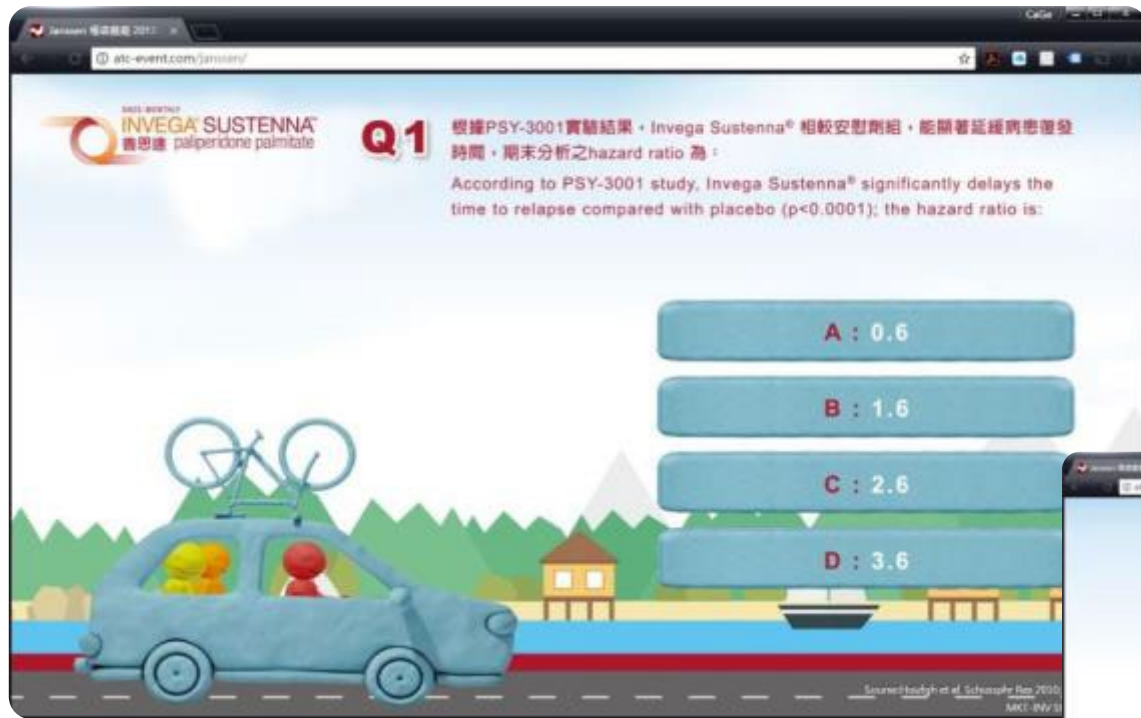 CaGe
Janssen
atc-event.com/janssen/
INVEGA SUSTENNA™
善思達 paliperidone palmitate
Q1
根據PSY-3001實驗結果，Invega Sustenna® 相較安慰劑組，能顯著延緩病患復發
時間，期末分析之hazard ratio 為：
According to PSY-3001 study, Invega Sustenna® significantly delays the
time to relapse compared with placebo (p<0.0001); the hazard ratio is:
A : 0.6
B : 1.6
C : 2.6
D : 3.6
et al. Schizophr Res 2010